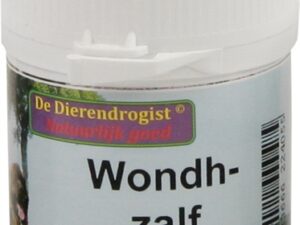 De Dierendrogist ©
Natuurlijk goed
Wondh-
zalf